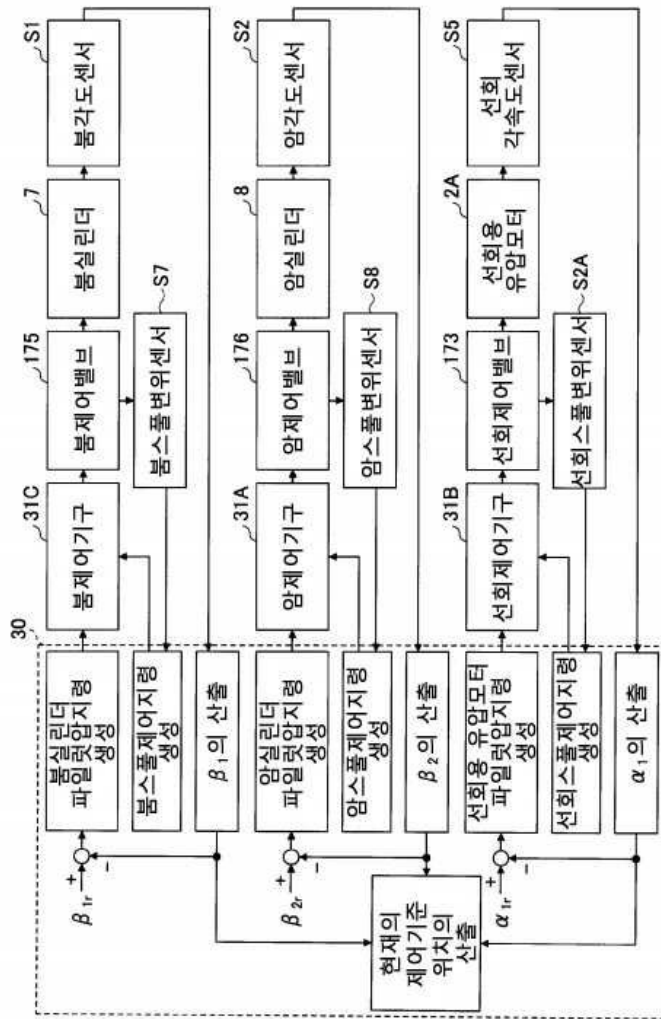 30
β1r
+
−
붐실린더
파일럿압지령
생성
31C
붐제어기구
175
붐제어밸브
7
붐실린더
S1
붐각도센서
붐스풀제어지령
생성
S7
붐스풀변위센서
β1의 산출
β2r
+
−
암실린더
파일럿압지령
생성
31A
암제어기구
176
암제어밸브
8
암실린더
S2
암각도센서
암스풀제어지령
생성
S8
암스풀변위센서
β2의 산출
현재의
제어기준
위치의
산출
α1r
+
−
선회용 유압모터
파일럿압지령
생성
31B
선회제어기구
173
선회제어밸브
2A
선회용
유압모터
S5
선회
각속도센서
선회스풀제어지령
생성
S2A
선회스풀변위센서
α1의 산출